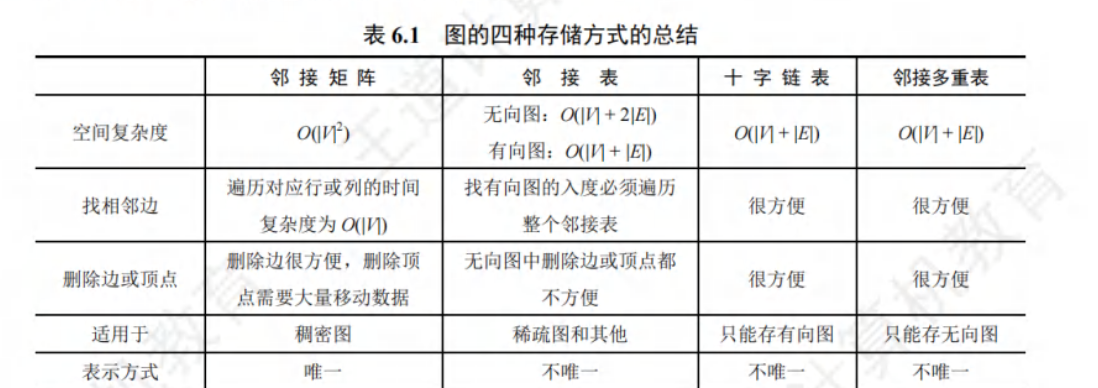 表 6.1 图的四种存储方式的总结
邻接矩阵 邻接表 十字链表 邻接多重表
空间复杂度 O(|V|²) 无向图：O(|V| + 2|E|) O(|V| + |E|) O(|V| + |E|)
有向图：O(|V| + |E|)
找相邻边 遍历对应行或列的时间 找有向图的入度必须遍历 很方便 很方便
复杂度为 O(|V|) 整个邻接表
删除边或顶点 删除边很方便，删除顶 无向图中删除边或顶点都 很方便 很方便
点需要大量移动数据 不方便
适用于 稠密图 稀疏图和其他 只能存有向图 只能存无向图
表示方式 唯一 不唯一 不唯一 不唯一